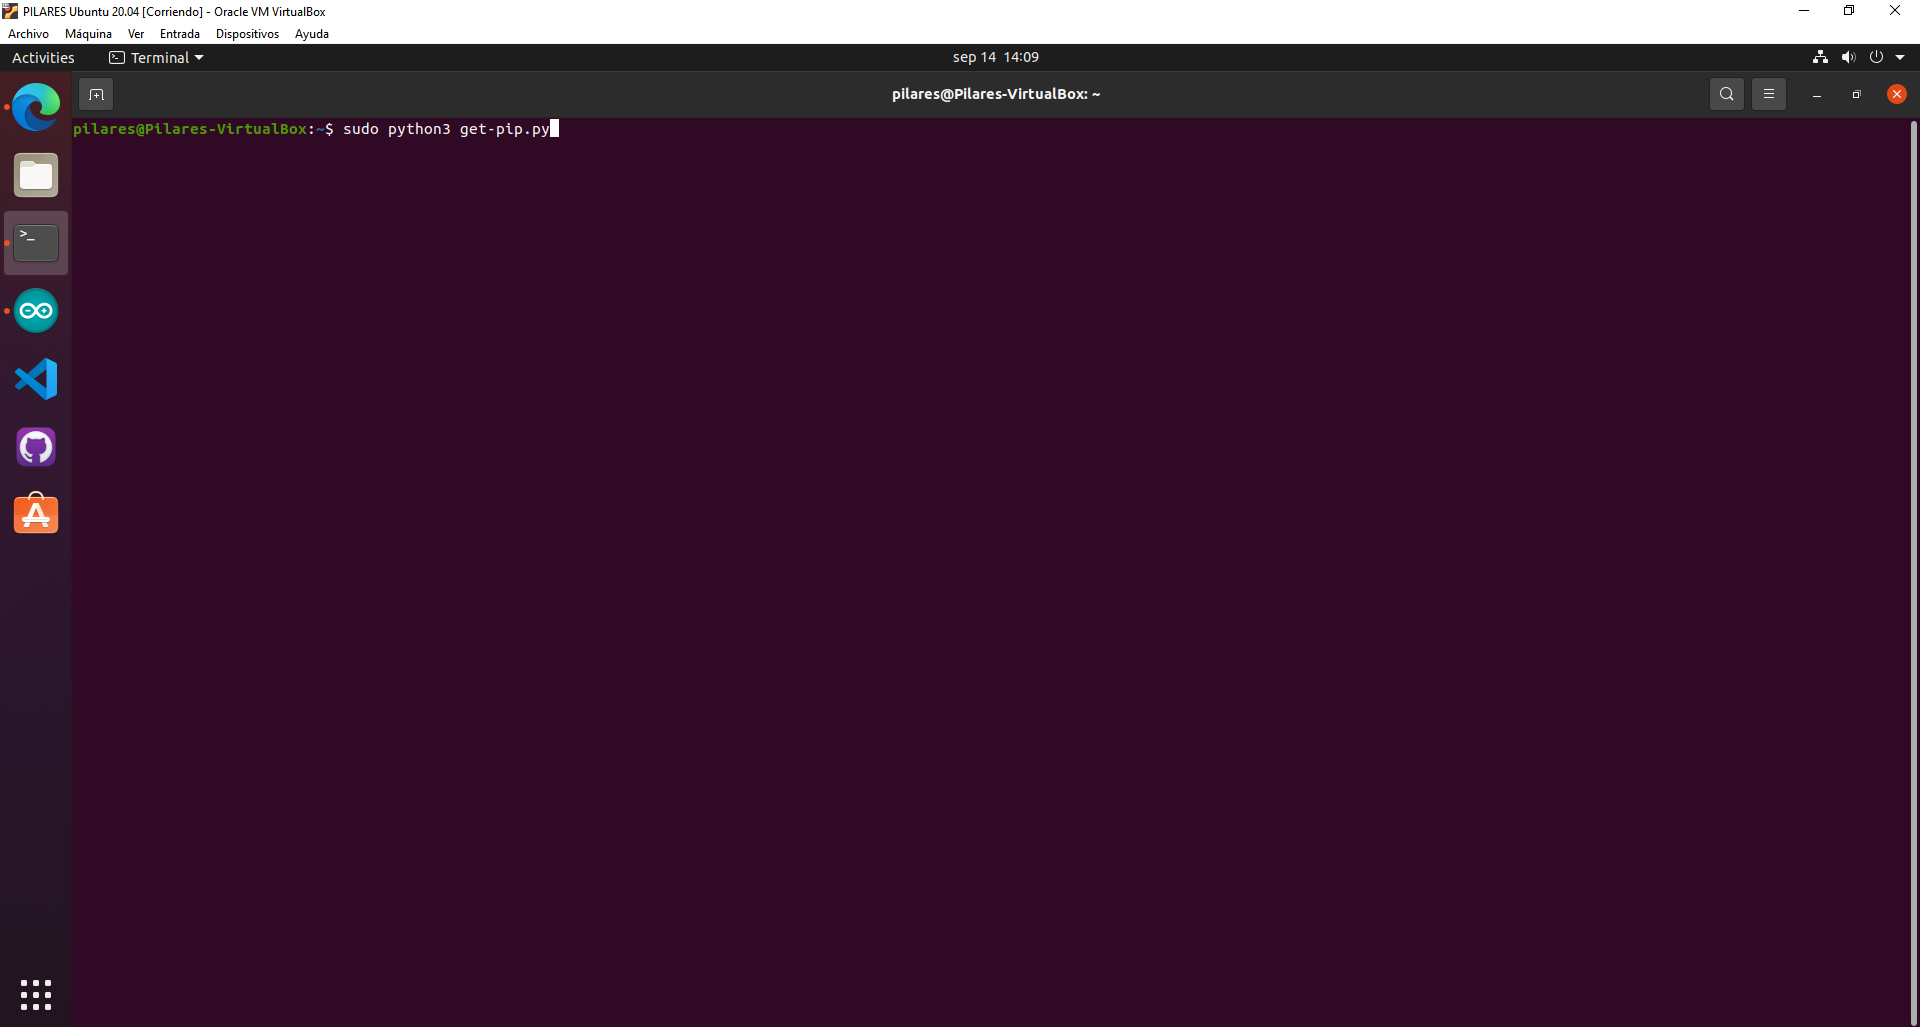 PILARES Ubuntu 20.04 [Corriendo] - Oracle VM VirtualBox
Archivo Máquina Ver Entrada Dispositivos Ayuda
Activities Terminal sep 14 14:09
pilares@Pilares-VirtualBox: ~
pilares@Pilares-VirtualBox:~$ sudo python3 get-pip.py
>_